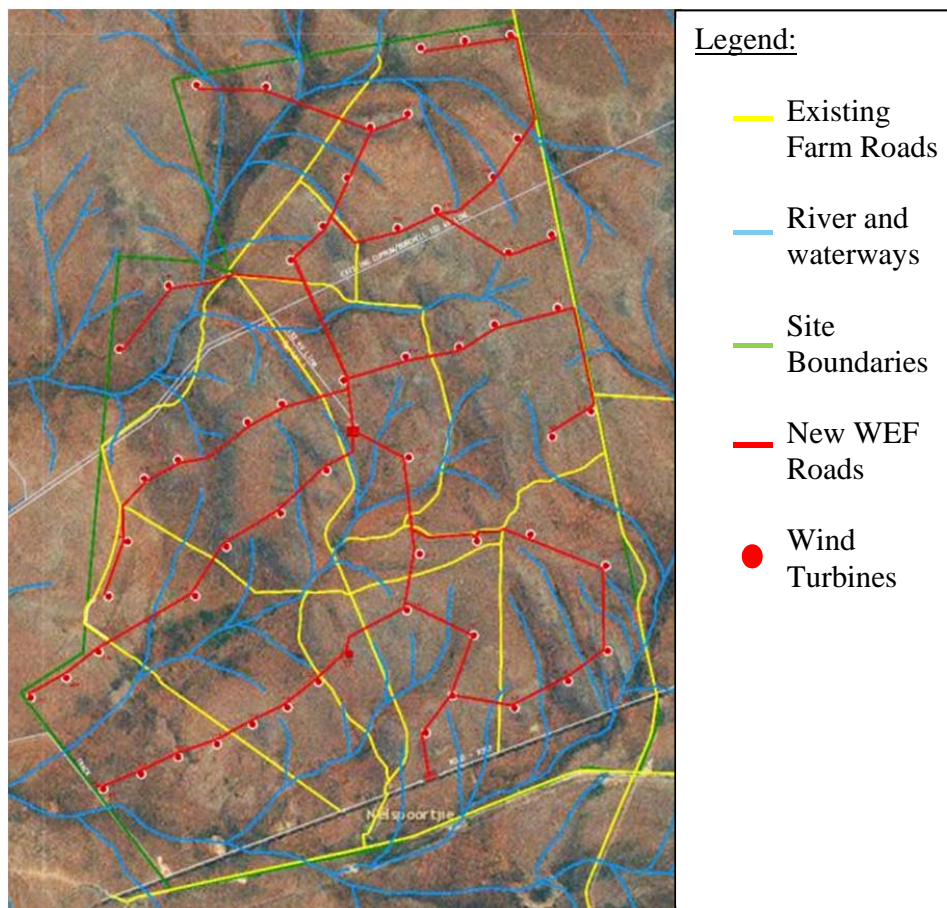 Legend:
Existing
Farm Roads
River and
waterways
Site
Boundaries
New WEF
Roads
Wind
Turbines
Nelspoortjie